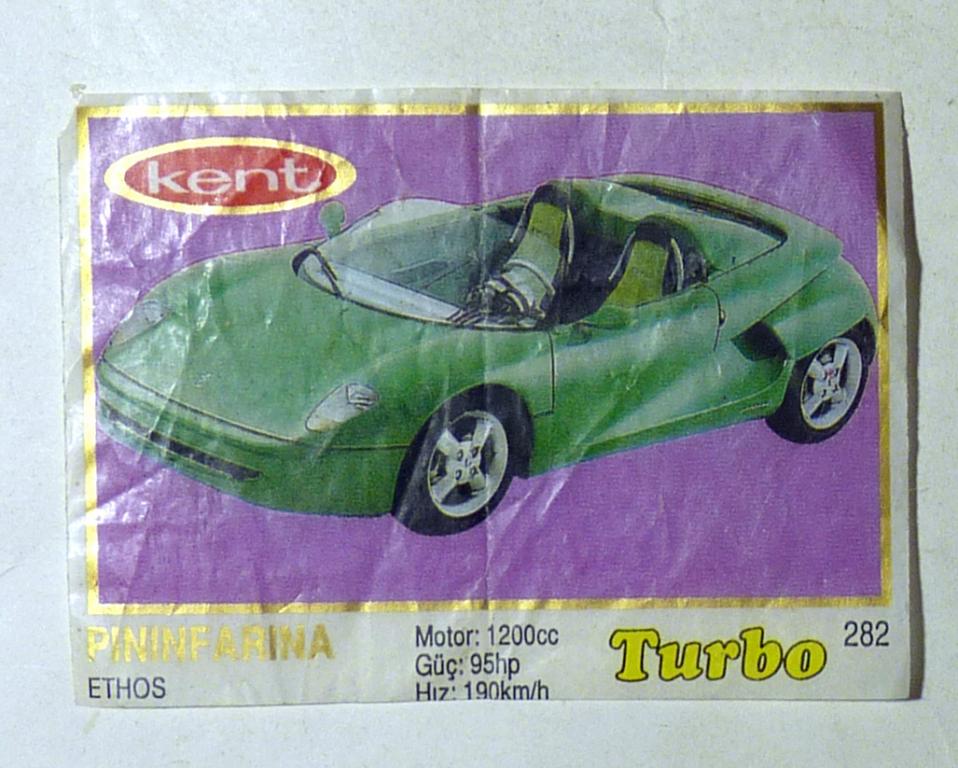 kent
PININFARINA
ETHOS
Motor: 1200cc
Güç: 95hp
Hız: 190km/h
Turbo
282